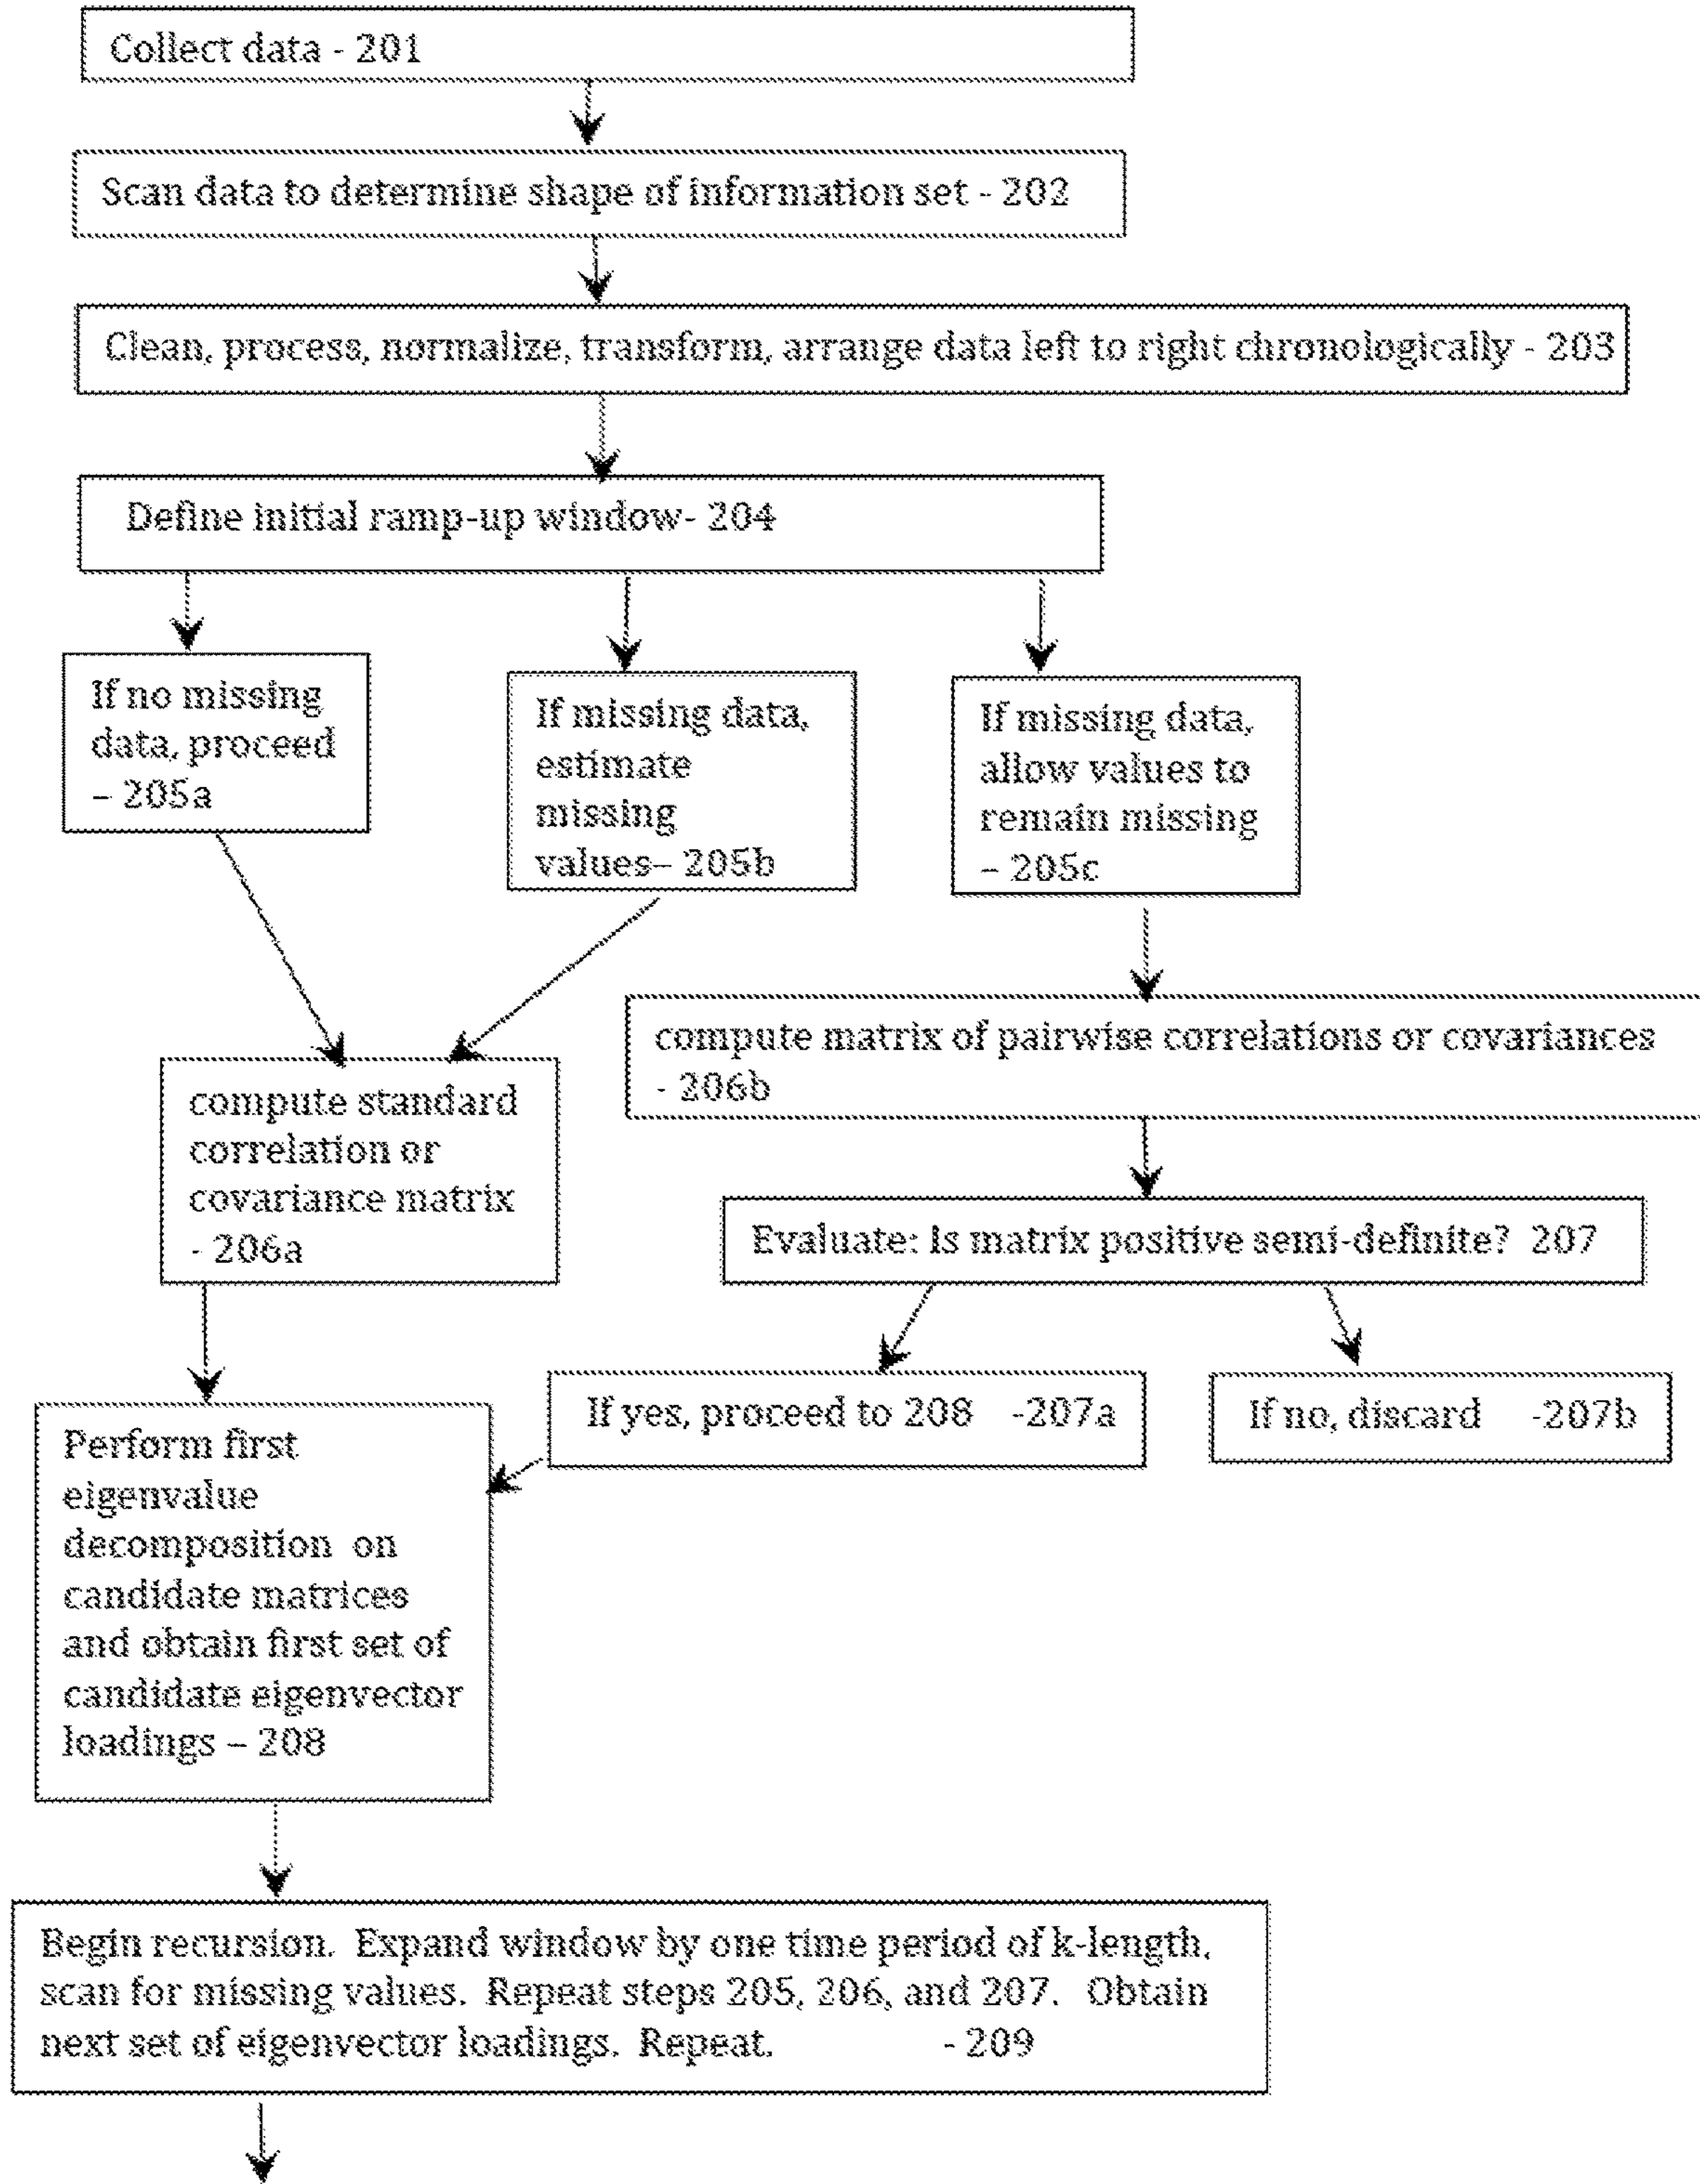 Collect data - 201
Scan data to determine shape of information set - 202
Clean, process, normalize, transform, arrange data left to right chronologically - 203
Define initial ramp-up window- 204
If no missing
data, proceed
– 205a
If missing data,
estimate
missing
values– 205b
If missing data,
allow values to
remain missing
– 205c
compute standard
correlation or
covariance matrix
- 206a
compute matrix of pairwise correlations or covariances
- 206b
Evaluate: Is matrix positive semi-definite? 207
If yes, proceed to 208 -207a
If no, discard -207b
Perform first
eigenvalue
decomposition on
candidate matrices
and obtain first set of
candidate eigenvector
loadings – 208
Begin recursion. Expand window by one time period of k-length,
scan for missing values. Repeat steps 205, 206, and 207. Obtain
next set of eigenvector loadings. Repeat. - 209